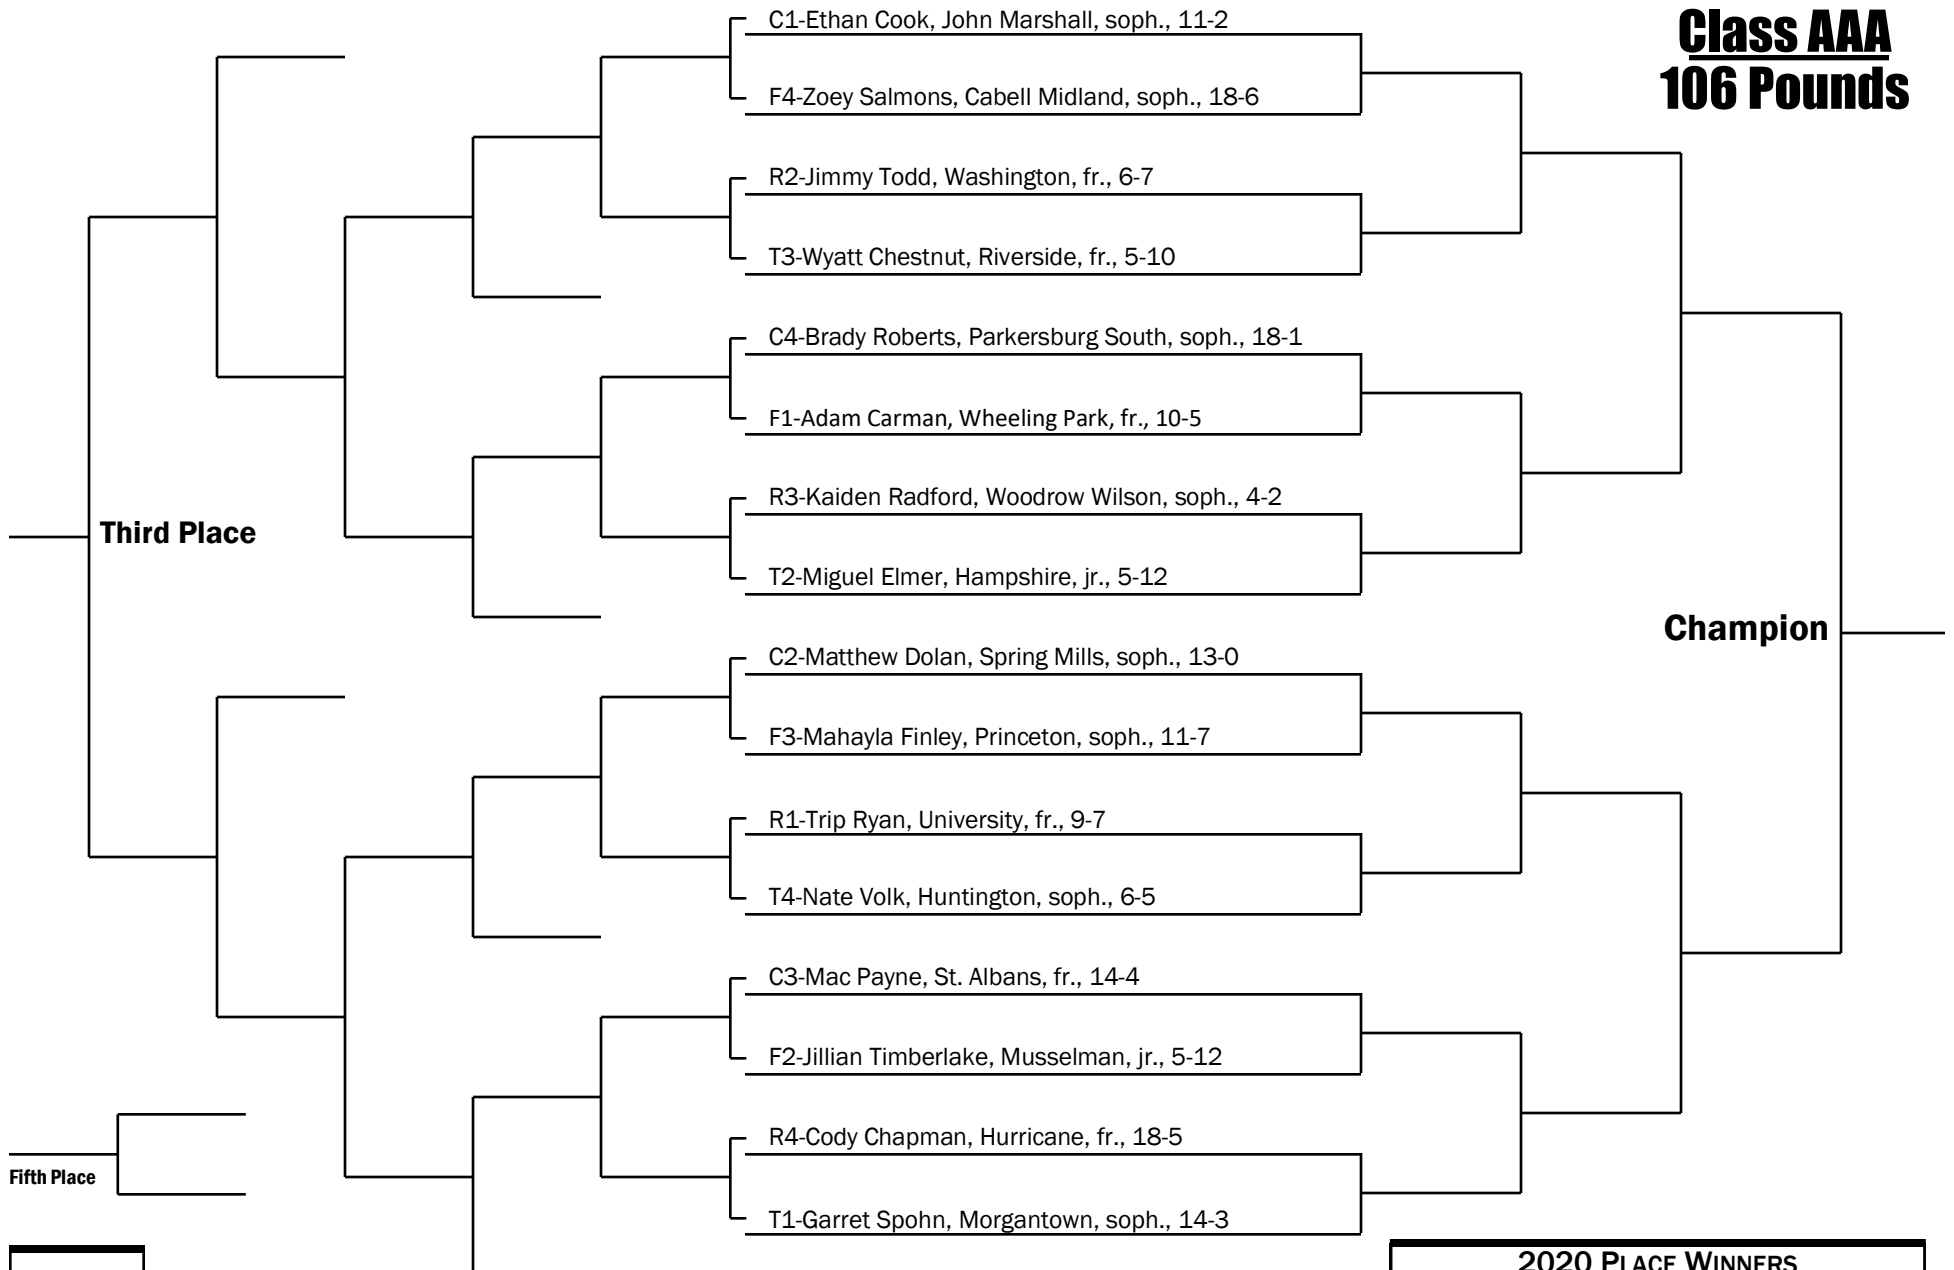 Class AAA
106 Pounds
C1-Ethan Cook, John Marshall, soph., 11-2
F4-Zoey Salmons, Cabell Midland, soph., 18-6
R2-Jimmy Todd, Washington, fr., 6-7
T3-Wyatt Chestnut, Riverside, fr., 5-10
C4-Brady Roberts, Parkersburg South, soph., 18-1
F1-Adam Carman, Wheeling Park, fr., 10-5
R3-Kaiden Radford, Woodrow Wilson, soph., 4-2
Third Place
T2-Miguel Elmer, Hampshire, jr., 5-12
Champion
C2-Matthew Dolan, Spring Mills, soph., 13-0
F3-Mahayla Finley, Princeton, soph., 11-7
R1-Trip Ryan, University, fr., 9-7
T4-Nate Volk, Huntington, soph., 6-5
C3-Mac Payne, St. Albans, fr., 14-4
F2-Jillian Timberlake, Musselman, jr., 5-12
R4-Cody Chapman, Hurricane, fr., 18-5
Fifth Place
T1-Garret Spohn, Morgantown, soph., 14-3
2020 PLACE WINNERS